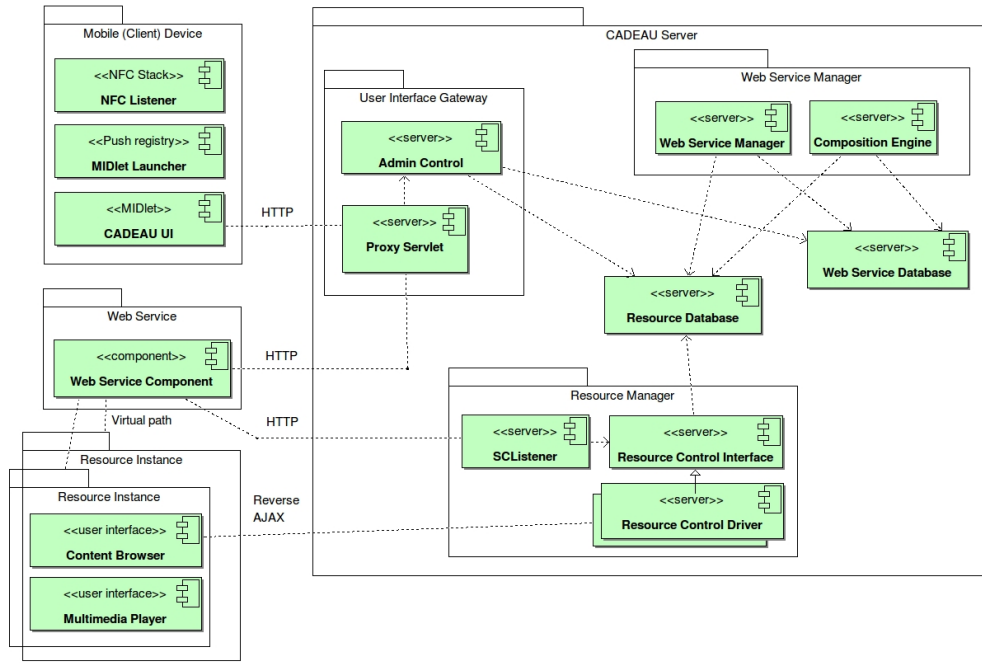 Mobile (Client) Device
<<NFC Stack>>
NFC Listener
<<Push registry>>
MIDlet Launcher
<<MIDlet>>
CADEAU UI
HTTP
CADEAU Server
User Interface Gateway
<<server>>
Admin Control
<<server>>
Proxy Servlet
Web Service Manager
<<server>>
Web Service Manager
<<server>>
Composition Engine
<<server>>
Web Service Database
<<server>>
Resource Database
Web Service
<<component>>
Web Service Component
HTTP
HTTP
Virtual path
Resource Manager
<<server>>
SCListener
<<server>>
Resource Control Interface
<<server>>
Resource Control Driver
Resource Instance
Resource Instance
<<user interface>>
Content Browser
<<user interface>>
Multimedia Player
Reverse
AJAX